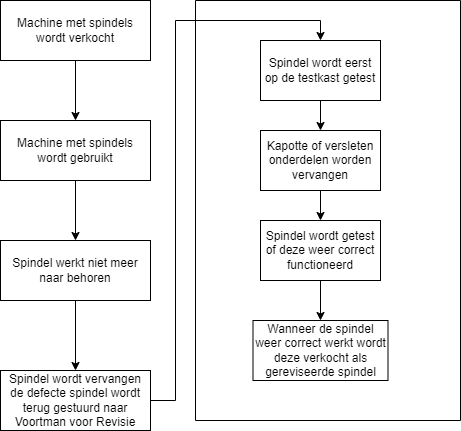 Machine met spindels
wordt verkocht
Machine met spindels
wordt gebruikt
Spindel werkt niet meer
naar behoren
Spindel wordt vervangen
de defecte spindel wordt
terug gestuurd naar
Voortman voor Revisie
Spindel wordt eerst
op de testkast getest
Kapotte of versleten
onderdelen worden
vervangen
Spindel wordt getest
of deze weer correct
functioneerd
Wanneer de spindel
weer correct werkt wordt
deze verkocht als
gereviseerde spindel